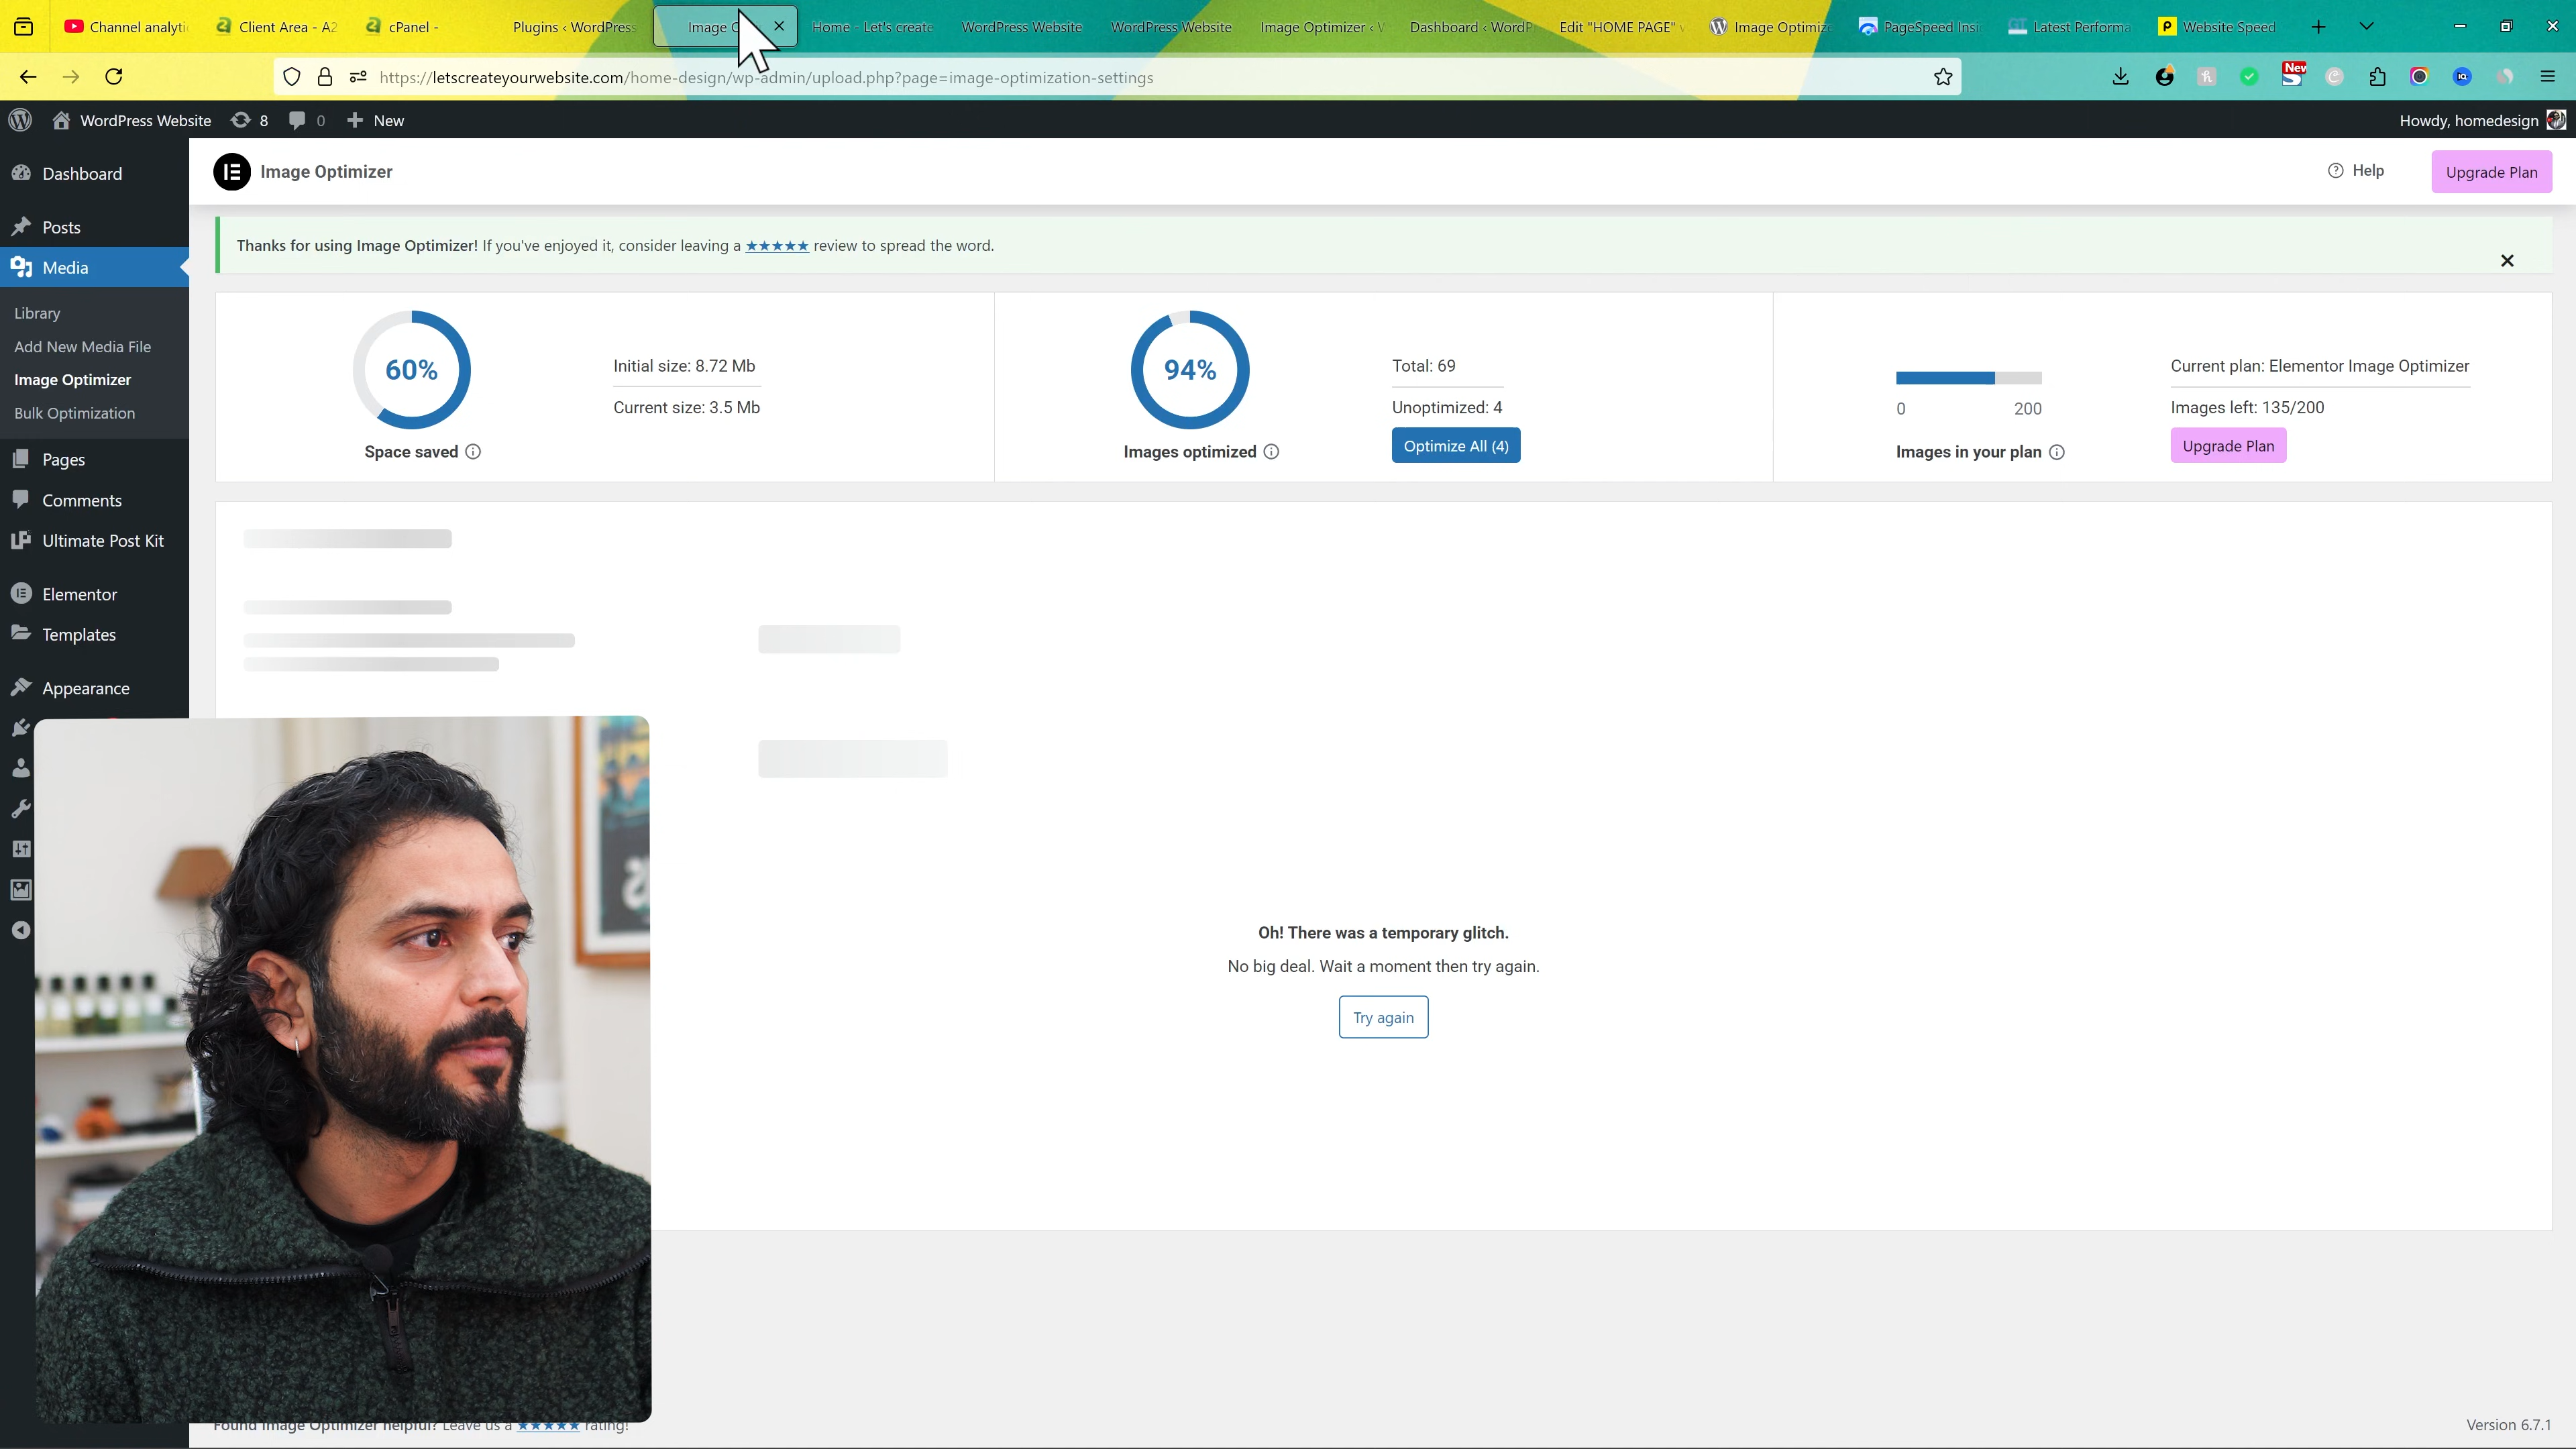 Channel analyti
Client Area - A2
cPanel -
Plugins ‹ WordPress
Image O
Home - Let's create
WordPress Website
WordPress Website
Image Optimizer ‹ V
Dashboard ‹ WordP
Edit "HOME PAGE"
Image Optimize
PageSpeed Insi
Latest Performa
Website Speed
https://letscreateyourwebsite.com/home-design/wp-admin/upload.php?page=image-optimization-settings
New
WordPress Website
8
0
New
Howdy, homedesign
Dashboard
Posts
Media
Library
Add New Media File
Image Optimizer
Bulk Optimization
Pages
Comments
Ultimate Post Kit
Elementor
Templates
Appearance
Image Optimizer
Help
Upgrade Plan
Thanks for using Image Optimizer! If you've enjoyed it, consider leaving a ★★★★★ review to spread the word.
60%
Space saved
Initial size: 8.72 Mb
Current size: 3.5 Mb
94%
Images optimized
Total: 69
Unoptimized: 4
Optimize All (4)
0 200
Images in your plan
Current plan: Elementor Image Optimizer
Images left: 135/200
Upgrade Plan
Oh! There was a temporary glitch.
No big deal. Wait a moment then try again.
Try again
Found Image Optimizer helpful? Leave us a ★★★★★ rating!
Version 6.7.1